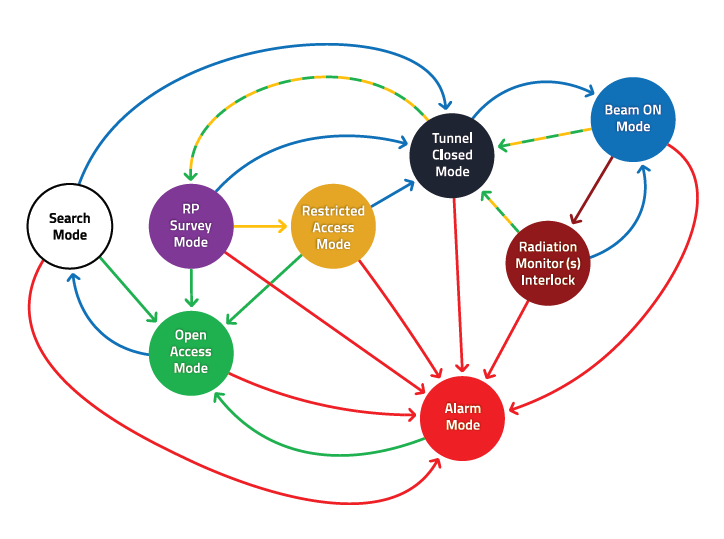 Beam ON
Mode
Tunnel
Closed
Mode
Search
Mode
RP
Survey
Mode
Restricted
Access
Mode
Radiation
Monitor(s)
Interlock
Open
Access
Mode
Alarm
Mode